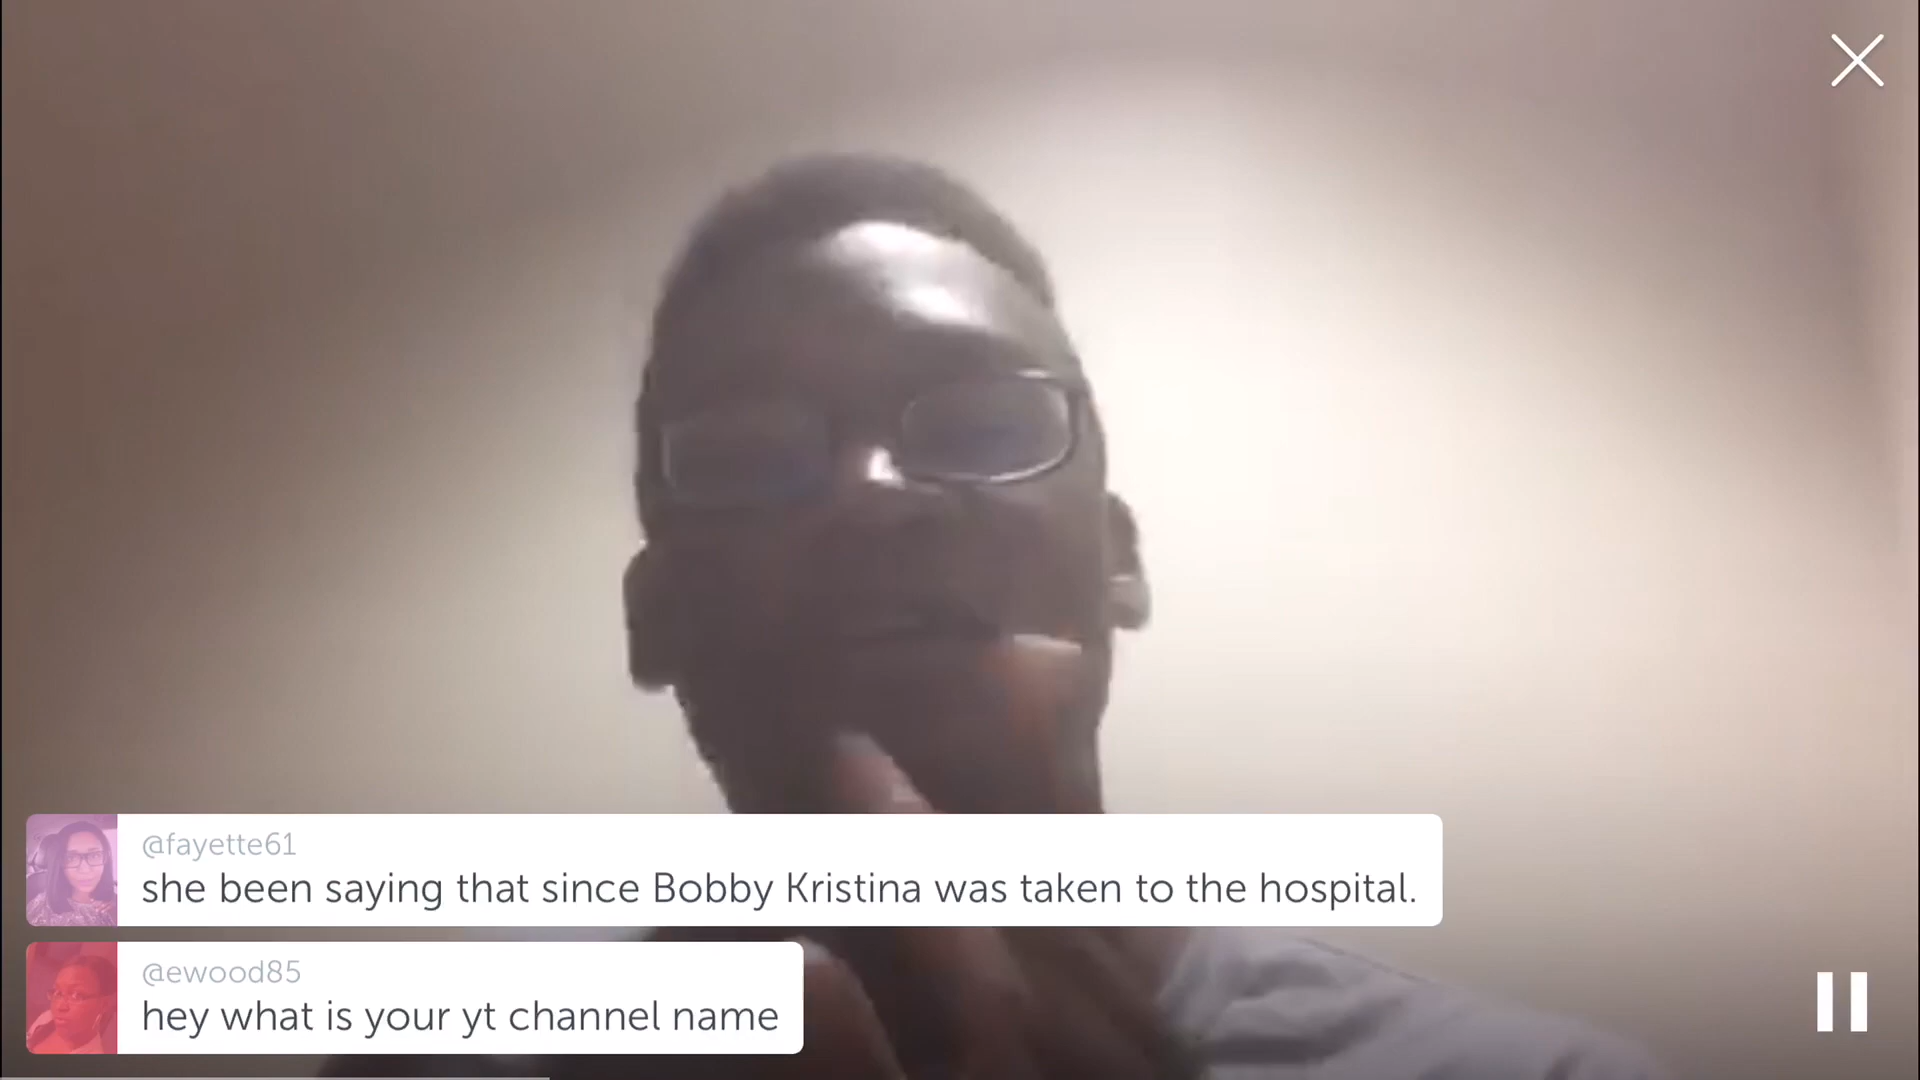 @fayette61
she been saying that since Bobby Kristina was taken to the hospital.
@ewood85
hey what is your yt channel name